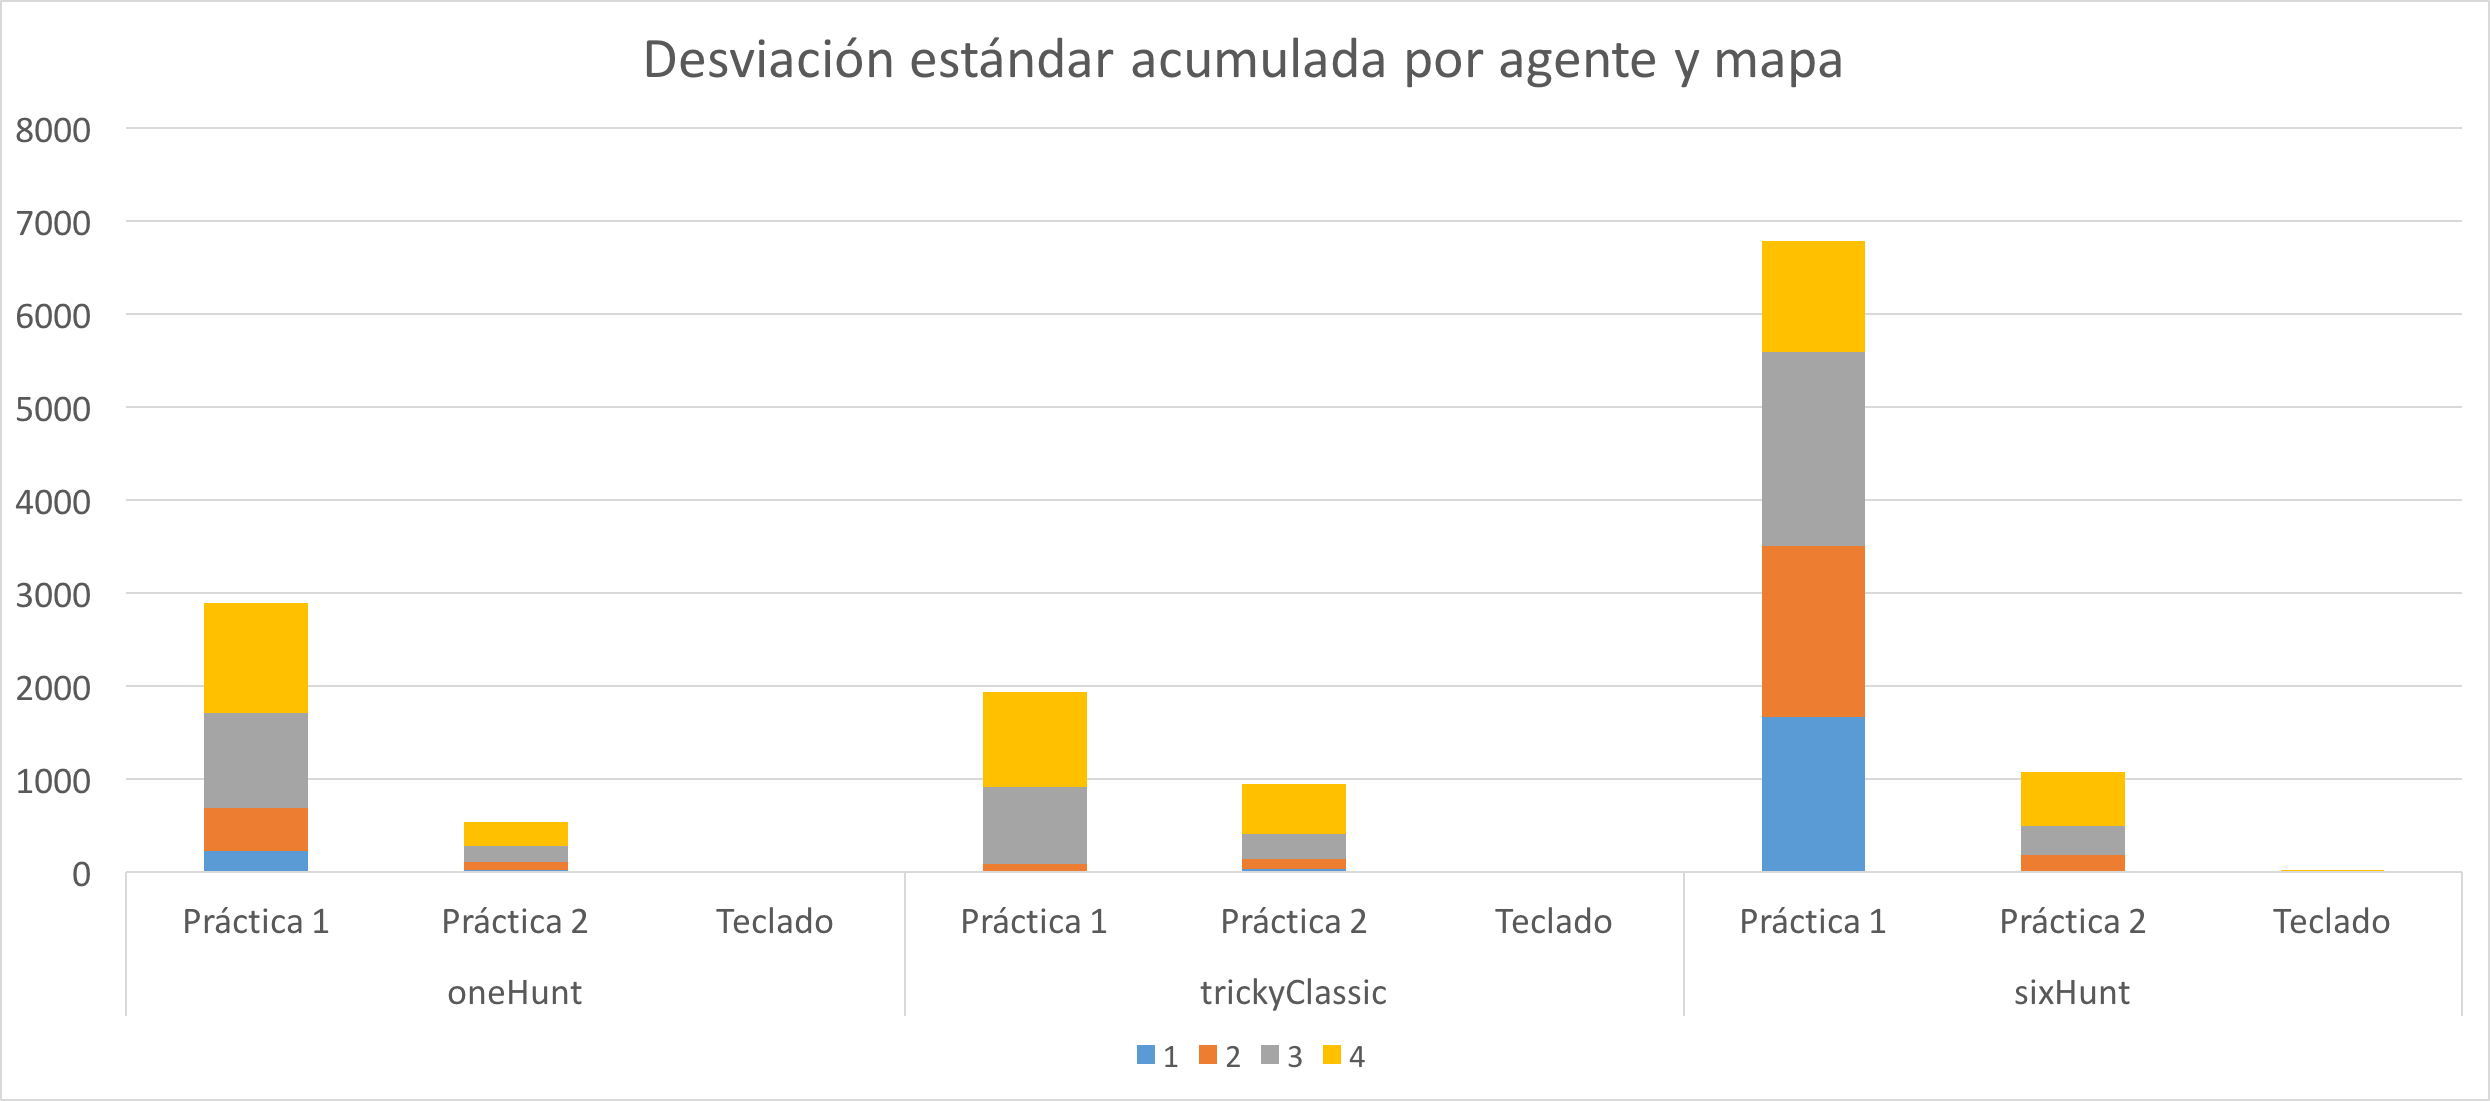 Desviación estándar acumulada por agente y mapa
8000
7000
6000
5000
4000
3000
2000
1000
0
Práctica 1 Práctica 2 Teclado Práctica 1 Práctica 2 Teclado Práctica 1 Práctica 2 Teclado
oneHunt trickyClassic sixHunt
1 2 3 4